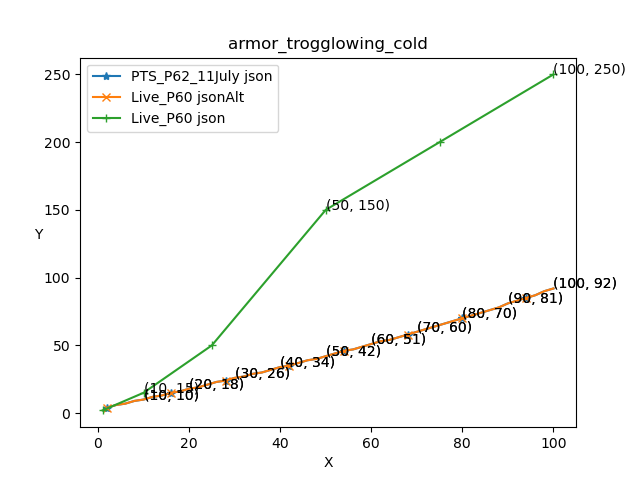 armor_trogglowing_cold
PTS_P62_11July json
Live_P60 jsonAlt
Live_P60 json
250
200
150
100
50
0
Y
(100, 250)
(50, 150)
(10, 15)
(10, 10)
(20, 18)
(30, 26)
(40, 34)
(50, 42)
(60, 51)
(70, 60)
(80, 70)
(90, 81)
(100, 92)
0 20 40 60 80 100
X